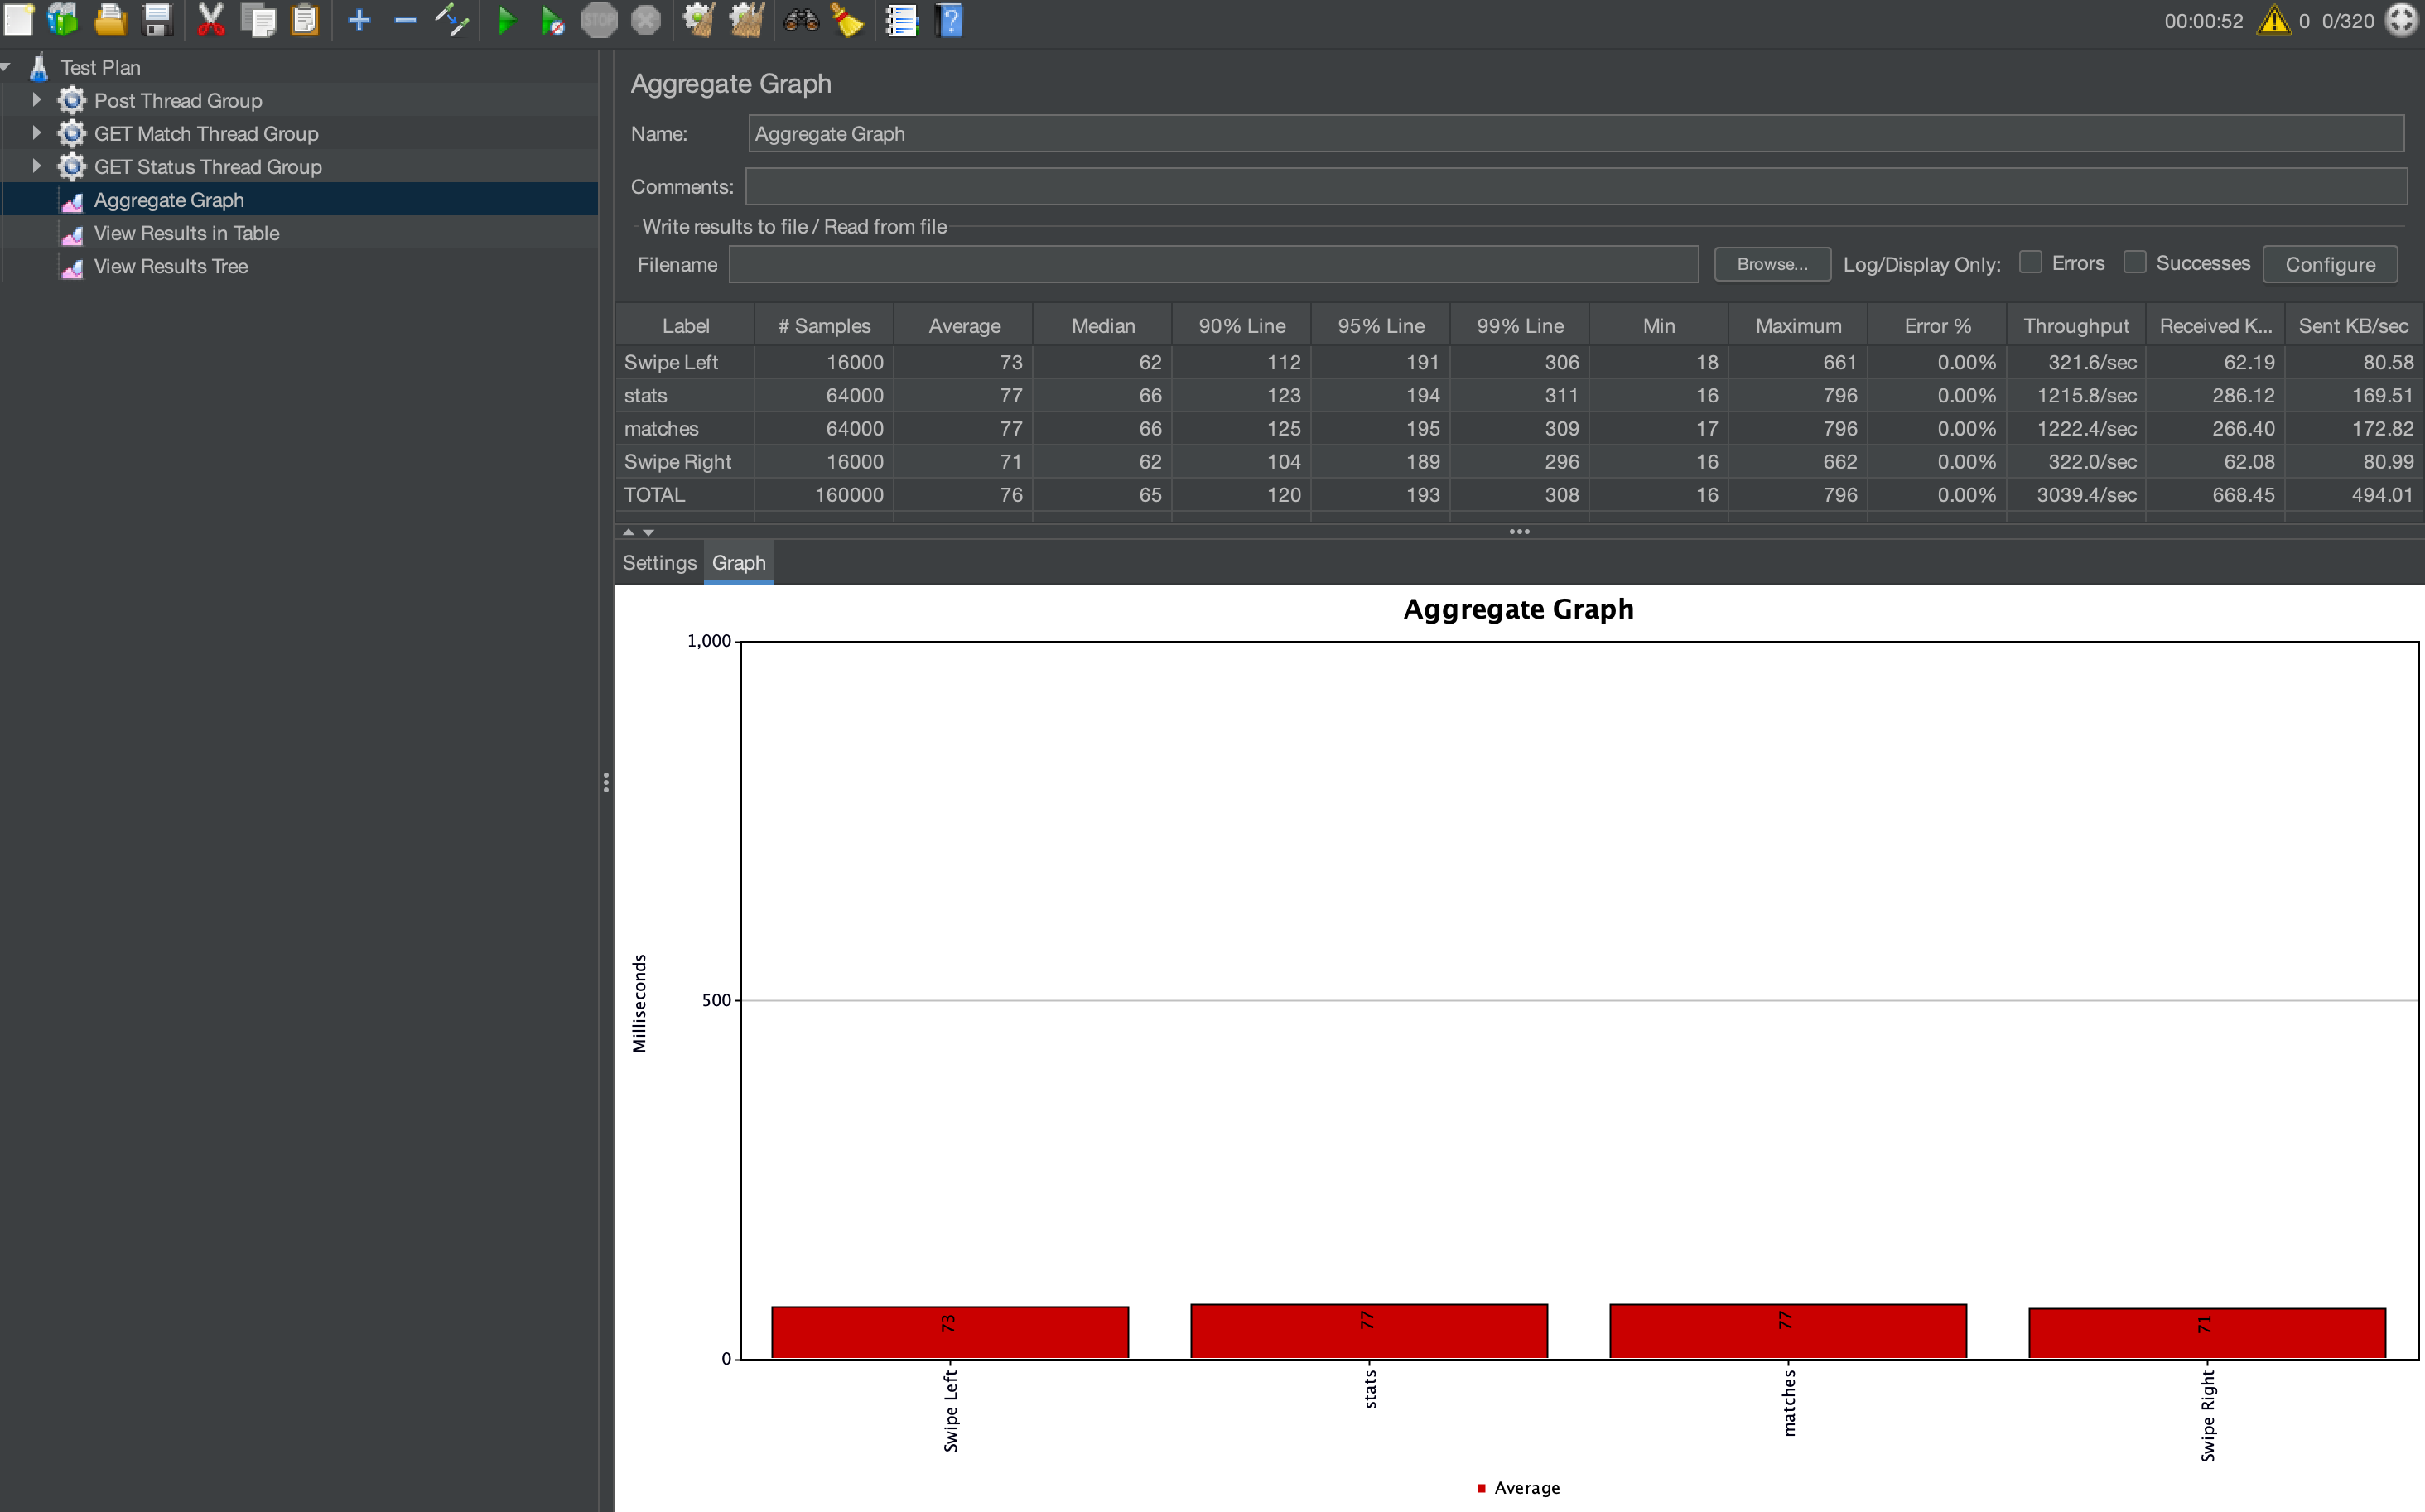 STOP
00:00:52 0 0/320
Test Plan
Post Thread Group
GET Match Thread Group
GET Status Thread Group
Aggregate Graph
View Results in Table
View Results Tree
Aggregate Graph
Name: Aggregate Graph
Comments:
Write results to file / Read from file
Filename Browse... Log/Display Only: Errors Successes Configure
Label # Samples Average Median 90% Line 95% Line 99% Line Min Maximum Error % Throughput Received K... Sent KB/sec
Swipe Left 16000 73 62 112 191 306 18 661 0.00% 321.6/sec 62.19 80.58
stats 64000 77 66 123 194 311 16 796 0.00% 1215.8/sec 286.12 169.51
matches 64000 77 66 125 195 309 17 796 0.00% 1222.4/sec 266.40 172.82
Swipe Right 16000 71 62 104 189 296 16 662 0.00% 322.0/sec 62.08 80.99
TOTAL 160000 76 65 120 193 308 16 796 0.00% 3039.4/sec 668.45 494.01
Settings Graph
Aggregate Graph
1,000
500
0
Milliseconds
73 77 77 71
Swipe Left stats matches Swipe Right
Average